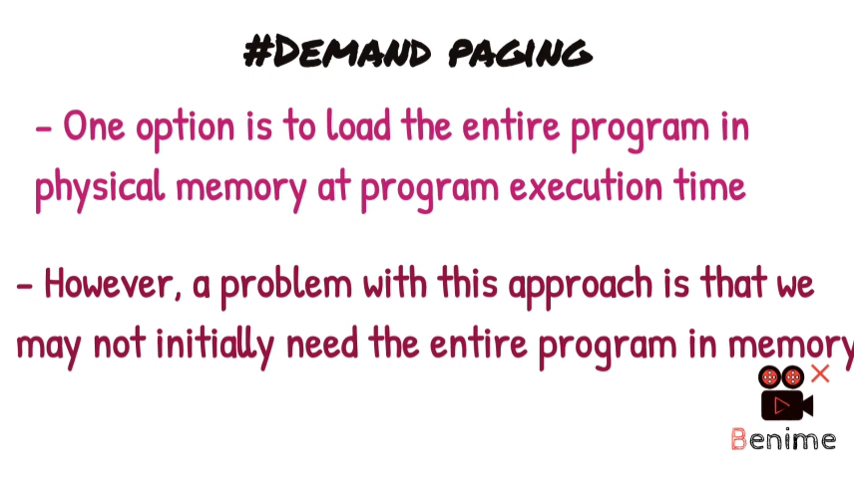 #Demand paging
- One option is to load the entire program in
physical memory at program execution time
- However, a problem with this approach is that we
may not initially need the entire program in memory
Benime